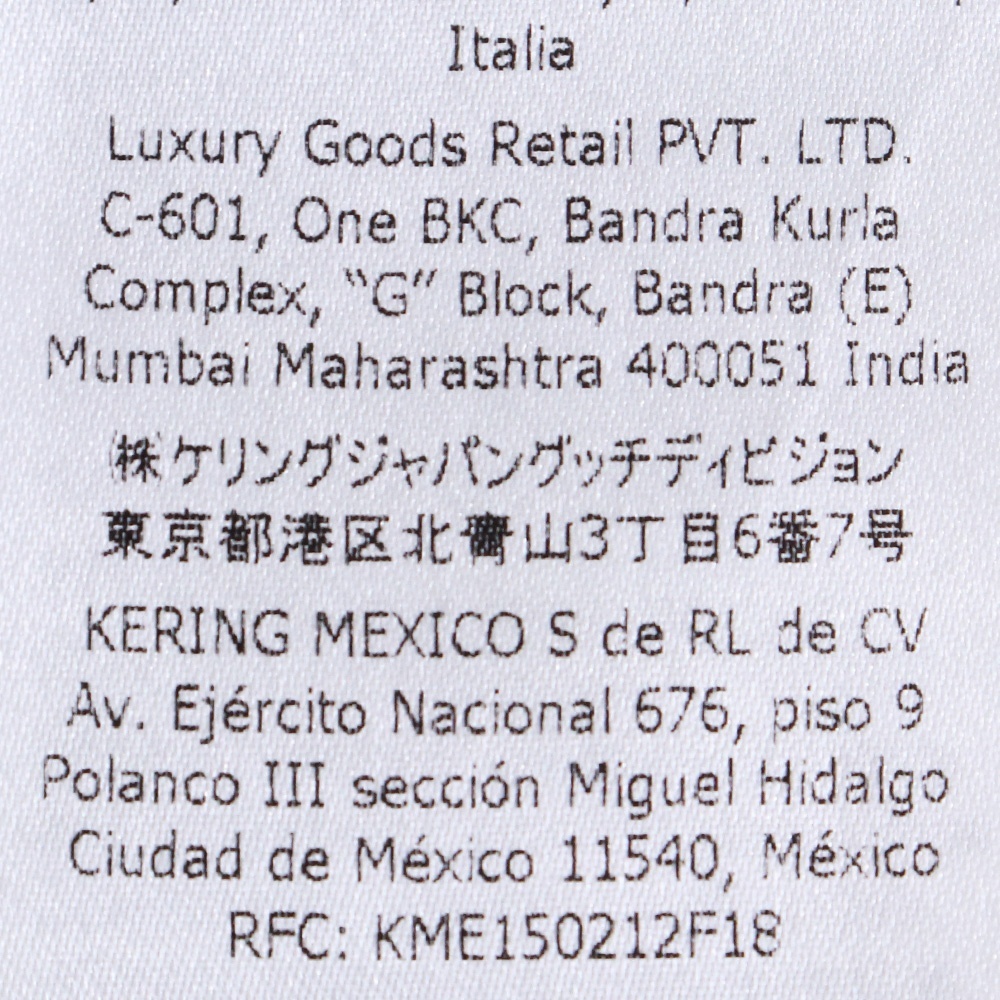 Italia
Luxury Goods Retail PVT. LTD.
C-601, One BKC, Bandra Kurla
Complex, “G” Block, Bandra (E)
Mumbai Maharashtra 400051 India
㈱ケリングジャパングッチディビジョン
東京都港区北青山3丁目6番7号
KERING MEXICO S de RL de CV
Av. Ejército Nacional 676, piso 9
Polanco III sección Miguel Hidalgo
Ciudad de México 11540, México
RFC: KME150212F18